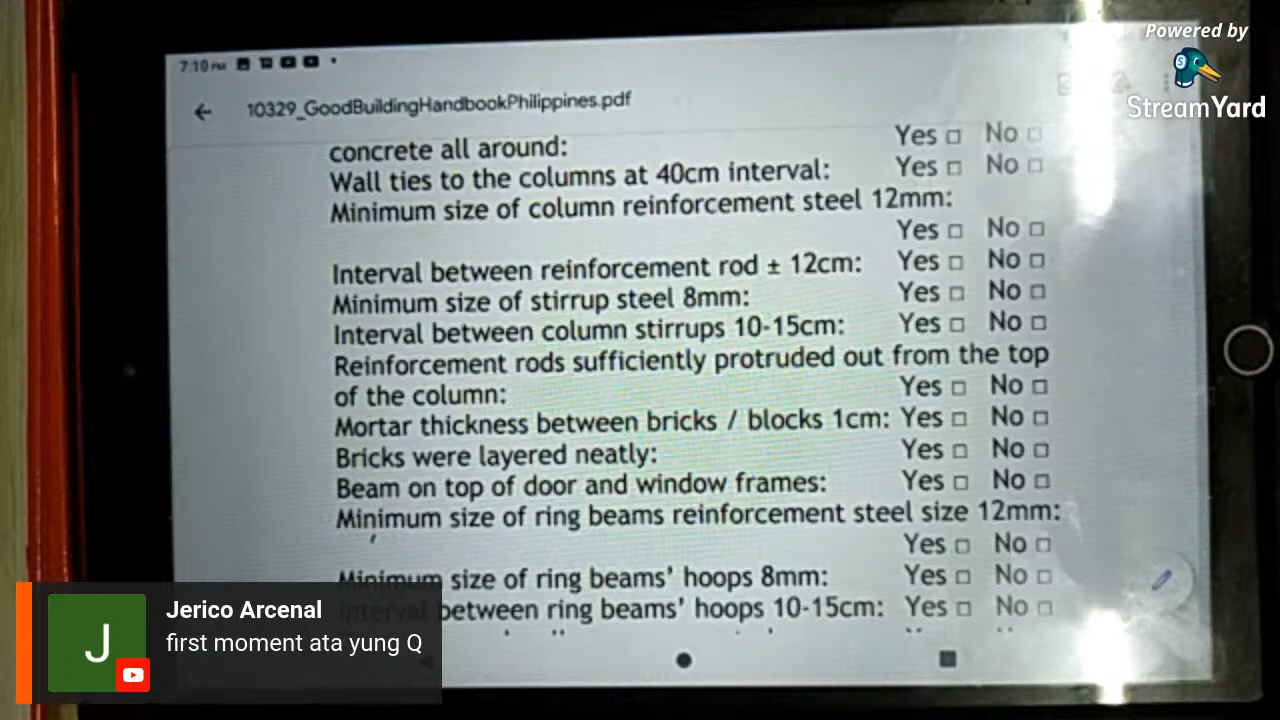 Powered by
StreamYard
7:10 PM
10329_GoodBuildingHandbookPhilippines.pdf
concrete all around: Yes □ No □
Wall ties to the columns at 40cm interval: Yes □ No □
Minimum size of column reinforcement steel 12mm:
Yes □ No □
Interval between reinforcement rod ± 12cm: Yes □ No □
Minimum size of stirrup steel 8mm: Yes □ No □
Interval between column stirrups 10-15cm: Yes □ No □
Reinforcement rods sufficiently protruded out from the top
of the column: Yes □ No □
Mortar thickness between bricks / blocks 1cm: Yes □ No □
Bricks were layered neatly: Yes □ No □
Beam on top of door and window frames: Yes □ No □
Minimum size of ring beams reinforcement steel size 12mm:
Yes □ No □
Minimum size of ring beams' hoops 8mm: Yes □ No □
Interval between ring beams' hoops 10-15cm: Yes □ No □
J
Jerico Arcenal
first moment ata yung Q